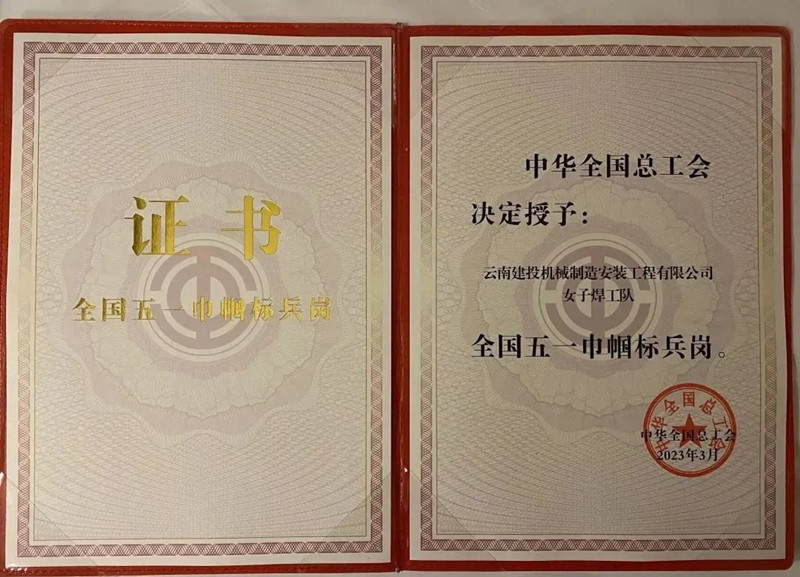 证书
全国五一巾帼标兵岗
中华全国总工会
决定授予：
云南建投机械制造安装工程有限公司
女子焊工队
全国五一巾帼标兵岗。
中华全国总工会
中华全国总工会
2023年3月